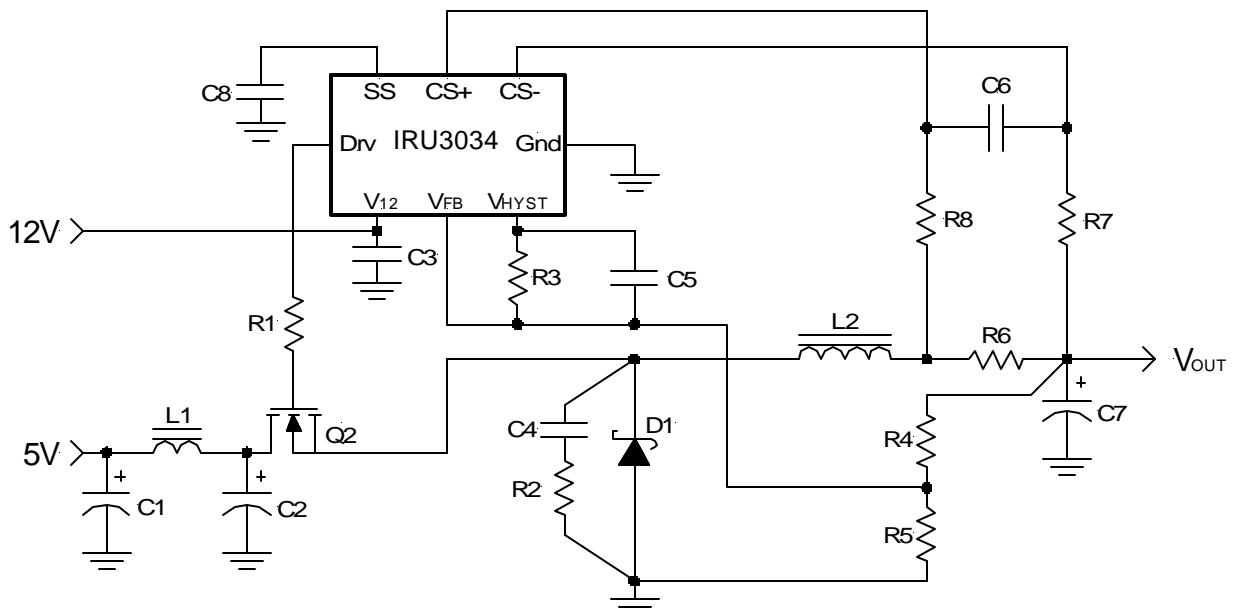 C8
SS CS+ CS-
C6
Drv IRU3034 Gnd
V12 VFB VHYST
R8 R7
12V
C3
R3 C5
R1
L2
R6
VOUT
L1
Q2
C4 D1
R4
C7
5V
R2
C1 C2
R5